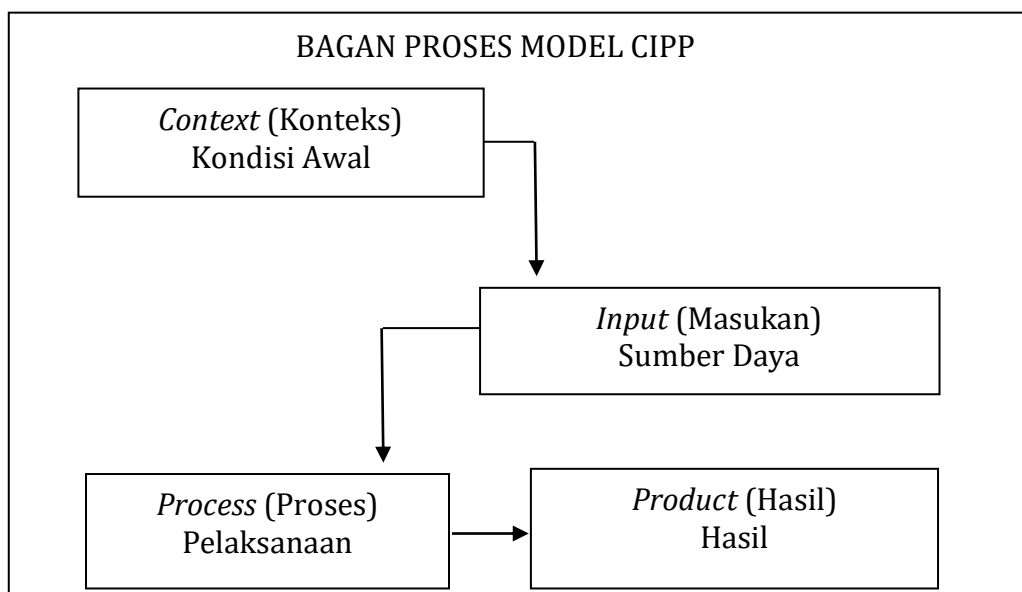 BAGAN PROSES MODEL CIPP
Context (Konteks)
Kondisi Awal
Input (Masukan)
Sumber Daya
Process (Proses)
Pelaksanaan
Product (Hasil)
Hasil